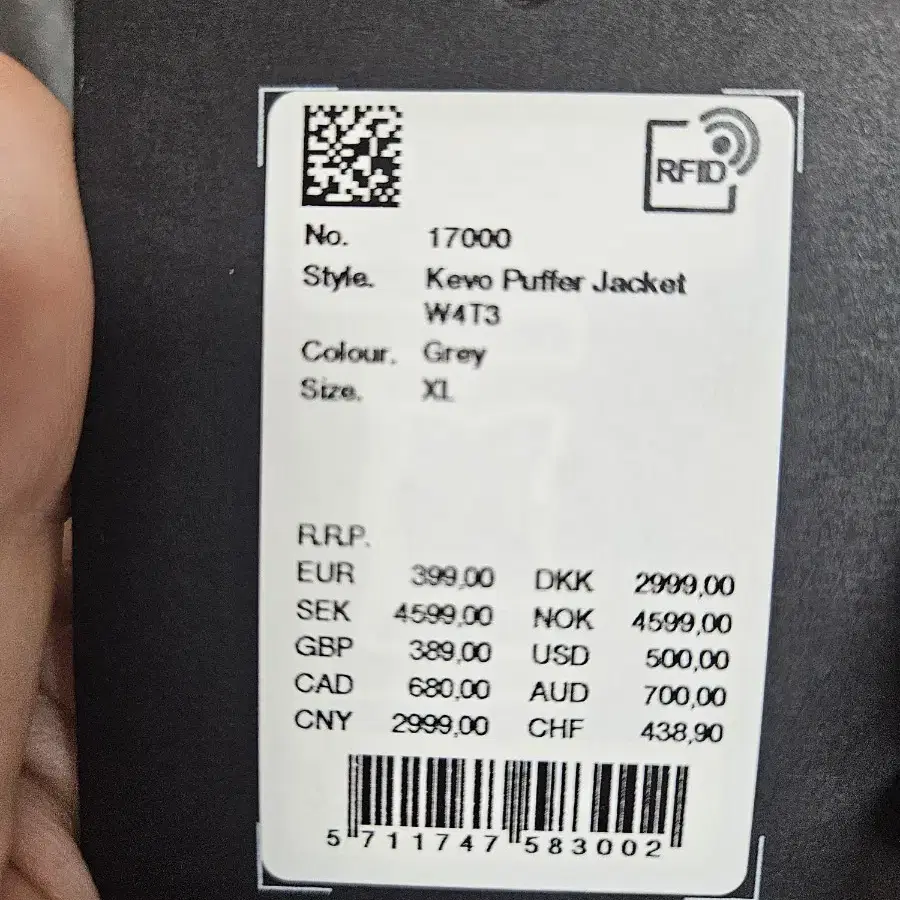 RFID
No. 17000
Style. Kevo Puffer Jacket
W4T3
Colour. Grey
Size. XL
R.R.P.
EUR 399,00 DKK 2999,00
SEK 4599,00 NOK 4599,00
GBP 389,00 USD 500,00
CAD 680,00 AUD 700,00
CNY 2999,00 CHF 438,90
5 711747 583002